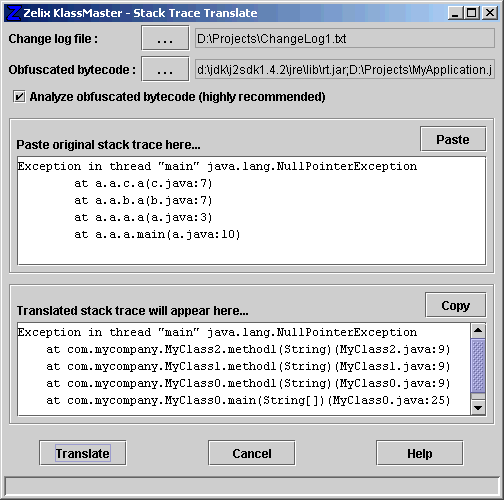 Zelix KlassMaster - Stack Trace Translate
Change log file : ... D:\Projects\ChangeLog1.txt
Obfuscated bytecode : ... d:\jdk\j2sdk1.4.2\jre\lib\rt.jar;D:\Projects\MyApplication.j
Analyze obfuscated bytecode (highly recommended)
Paste original stack trace here... Paste
Exception in thread "main" java.lang.NullPointerException
at a.a.c.a(c.java:7)
at a.a.b.a(b.java:7)
at a.a.a.a(a.java:3)
at a.a.a.main(a.java:10)
Translated stack trace will appear here... Copy
Exception in thread "main" java.lang.NullPointerException
at com.mycompany.MyClass2.method1(String)(MyClass2.java:9)
at com.mycompany.MyClass1.method1(String)(MyClass1.java:9)
at com.mycompany.MyClass0.method1(String)(MyClass0.java:9)
at com.mycompany.MyClass0.main(String[])(MyClass0.java:25)
Translate Cancel Help